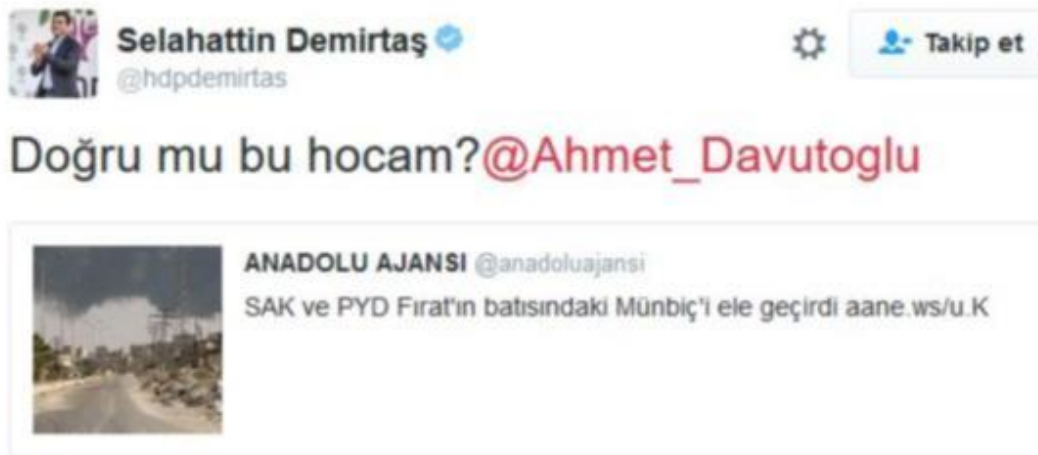 Selahattin Demirtaş
@hdpdemirtas
Takip et
Doğru mu bu hocam?@Ahmet_Davutoglu
ANADOLU AJANSI @anadoluajansi
SAK ve PYD Fırat'ın batısındaki Münbiç'i ele geçirdi aane.ws/u.K